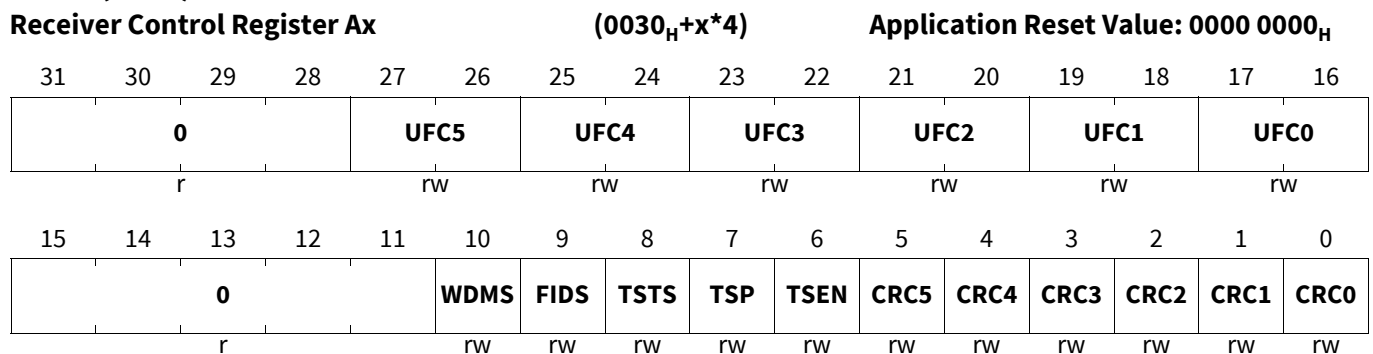 Receiver Control Register Ax (0030H+x*4) Application Reset Value: 0000 0000H
31 30 29 28 27 26 25 24 23 22 21 20 19 18 17 16
0 UFC5 UFC4 UFC3 UFC2 UFC1 UFC0
r rw rw rw rw rw rw
15 14 13 12 11 10 9 8 7 6 5 4 3 2 1 0
0 WDMS FIDS TSTS TSP TSEN CRC5 CRC4 CRC3 CRC2 CRC1 CRC0
r rw rw rw rw rw rw rw rw rw rw rw